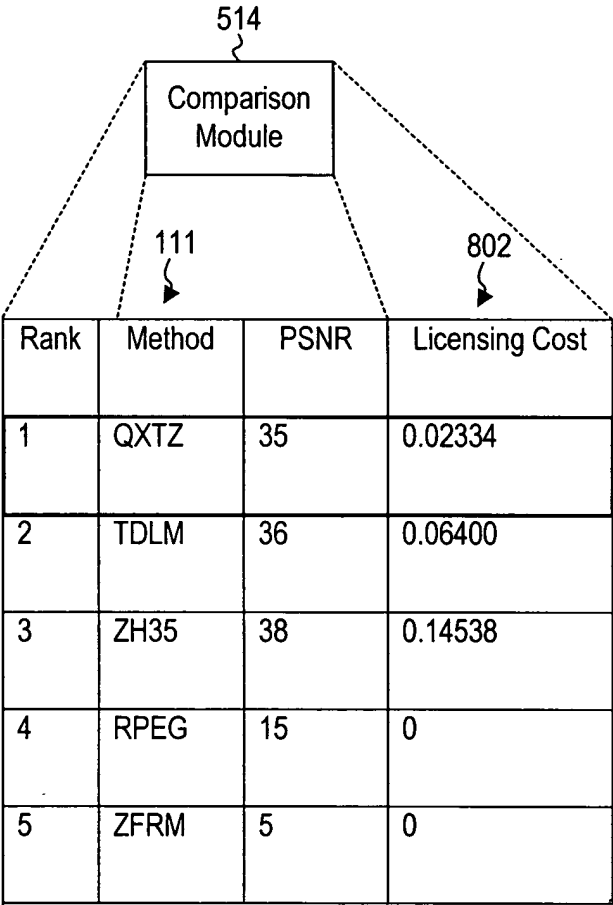 514
Comparison
Module
111
802
Rank Method PSNR Licensing Cost
1 QXTZ 35 0.02334
2 TDLM 36 0.06400
3 ZH35 38 0.14538
4 RPEG 15 0
5 ZFRM 5 0